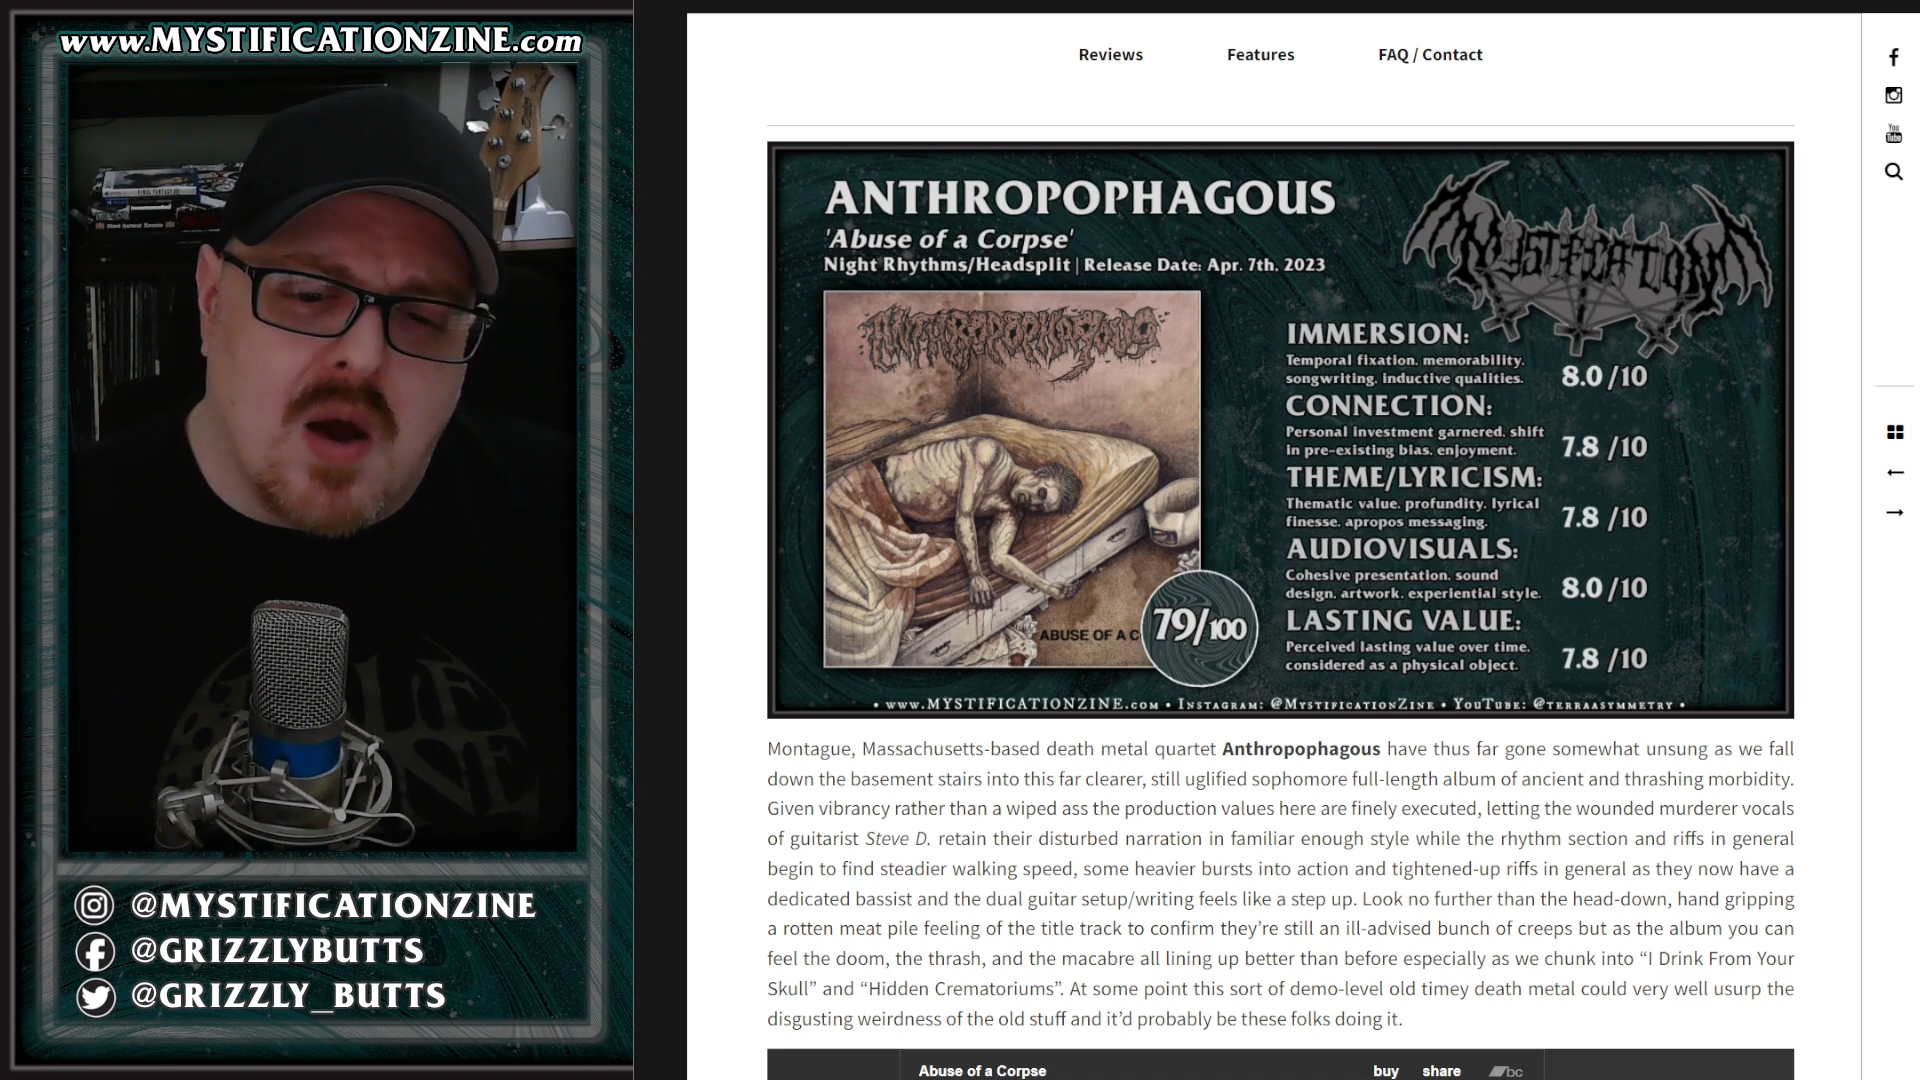 www.MYSTIFICATIONZINE.com
FINAL FANTASY
@MYSTIFICATIONZINE
@GRIZZLYBUTTS
@GRIZZLY_BUTTS
Reviews
Features
FAQ / Contact
You
Tube
ANTHROPOPHAGOUS
'Abuse of a Corpse'
Night Rhythms/Headsplit | Release Date: Apr. 7th, 2023
MYSTIFICATION
ANTHROPOPHAGOUS
ABUSE OF A C
79/100
IMMERSION:
Temporal fixation, memorability,
songwriting, inductive qualities.
8.0 /10
CONNECTION:
Personal investment garnered, shift
in pre-existing bias, enjoyment.
7.8 /10
THEME/LYRICISM:
Thematic value, profundity, lyrical
finesse, apropos messaging.
7.8 /10
AUDIOVISUALS:
Cohesive presentation, sound
design, artwork, experiential style.
8.0 /10
LASTING VALUE:
Perceived lasting value over time,
considered as a physical object.
7.8 /10
• www.MYSTIFICATIONZINE.com • Instagram: @MystificationZine • YouTube: @terraasymmetry •
Montague, Massachusetts-based death metal quartet Anthropophagous have thus far gone somewhat unsung as we fall
down the basement stairs into this far clearer, still uglified sophomore full-length album of ancient and thrashing morbidity.
Given vibrancy rather than a wiped ass the production values here are finely executed, letting the wounded murderer vocals
of guitarist Steve D. retain their disturbed narration in familiar enough style while the rhythm section and riffs in general
begin to find steadier walking speed, some heavier bursts into action and tightened-up riffs in general as they now have a
dedicated bassist and the dual guitar setup/writing feels like a step up. Look no further than the head-down, hand gripping
a rotten meat pile feeling of the title track to confirm they’re still an ill-advised bunch of creeps but as the album you can
feel the doom, the thrash, and the macabre all lining up better than before especially as we chunk into “I Drink From Your
Skull” and “Hidden Crematoriums”. At some point this sort of demo-level old timey death metal could very well usurp the
disgusting weirdness of the old stuff and it’d probably be these folks doing it.
Abuse of a Corpse
buy
share
bc